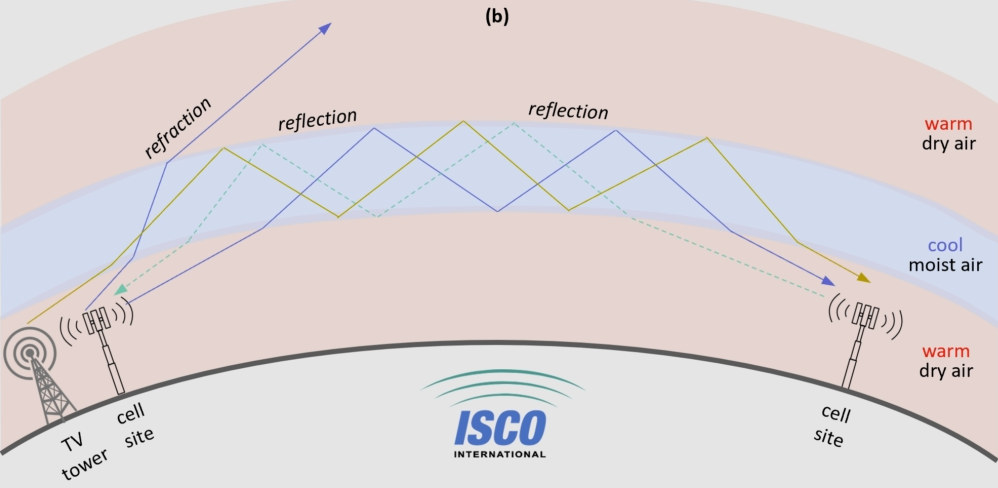 (b)
refraction
reflection
reflection
warm
dry air
cool
moist air
warm
dry air
TV
tower
cell
site
cell
site
ISCO
INTERNATIONAL